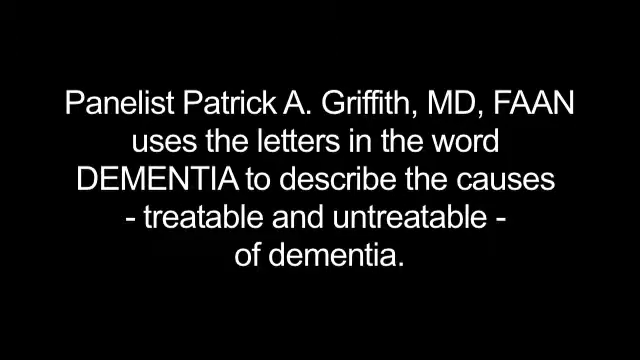 Panelist Patrick A. Griffith, MD, FAAN
uses the letters in the word
DEMENTIA to describe the causes
- treatable and untreatable -
of dementia.